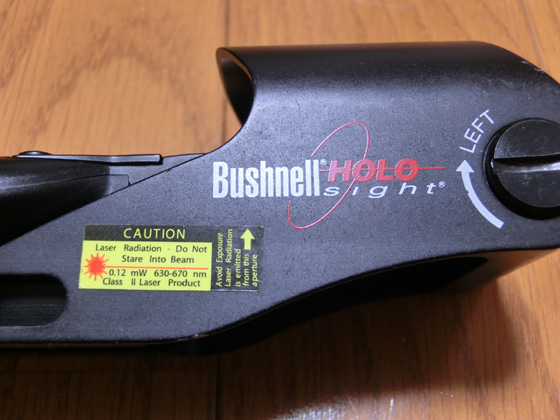 LEFT
Bushnell® HOLO
sight®
CAUTION
Laser Radiation - Do Not
Stare Into Beam
0.12 mW 630-670 nm
Class II Laser Product
Avoid Exposure
Laser Radiation
is emitted
from this
aperture